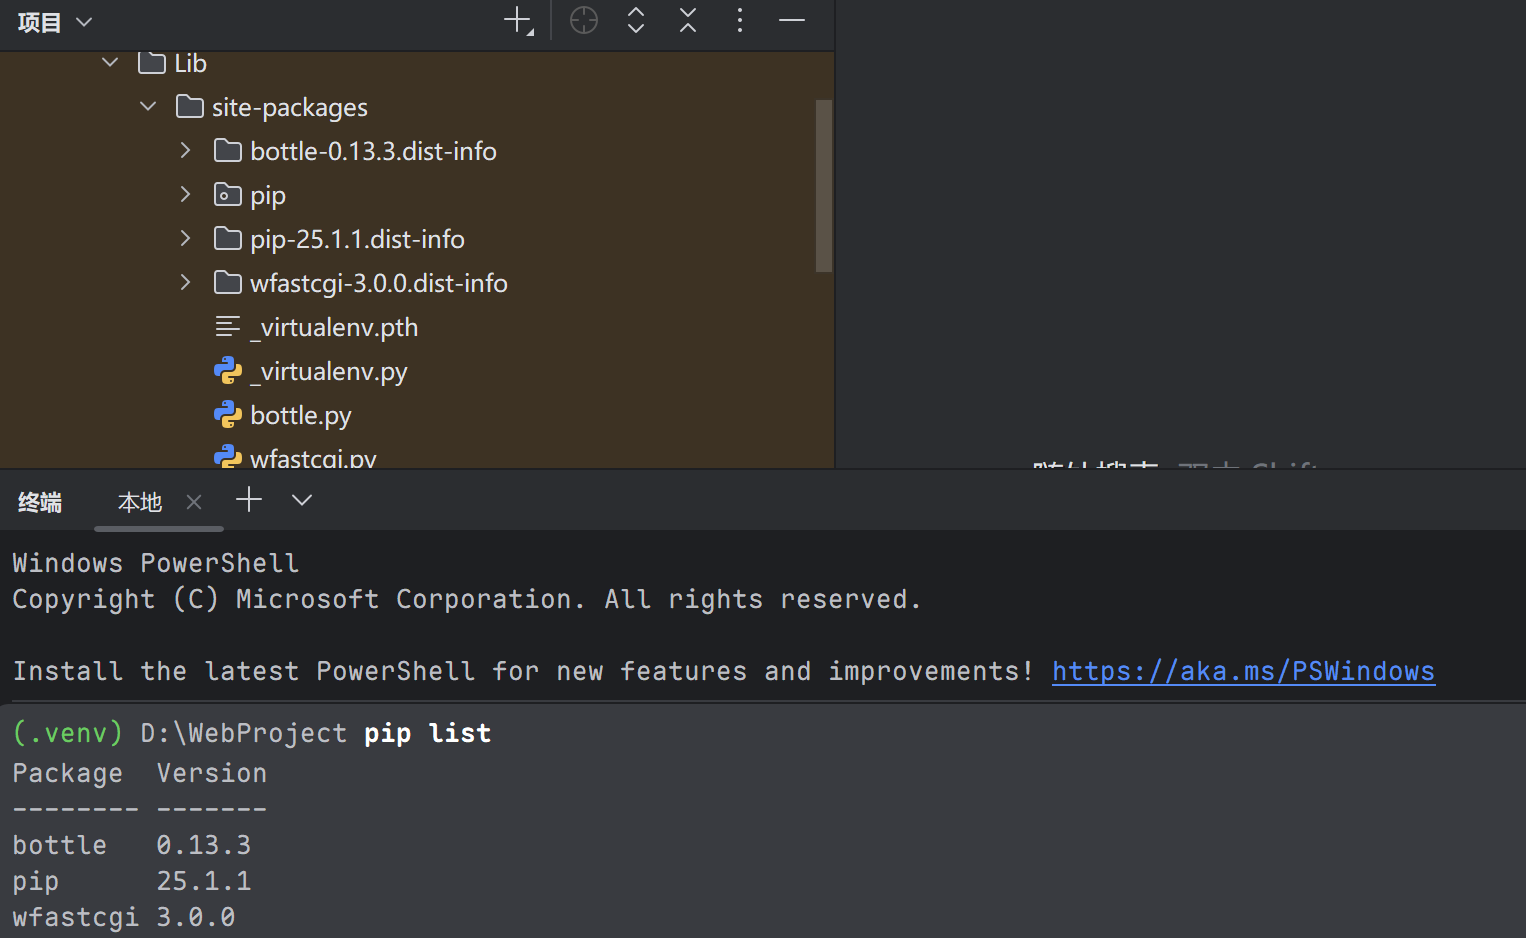 项目
Lib
site-packages
bottle-0.13.3.dist-info
pip
pip-25.1.1.dist-info
wfastcgi-3.0.0.dist-info
_virtualenv.pth
_virtualenv.py
bottle.py
wfastcgi.py
终端 本地
Windows PowerShell
Copyright (C) Microsoft Corporation. All rights reserved.
Install the latest PowerShell for new features and improvements! https://aka.ms/PSWindows
(.venv) D:\WebProject pip list
Package Version
-------- -------
bottle 0.13.3
pip 25.1.1
wfastcgi 3.0.0